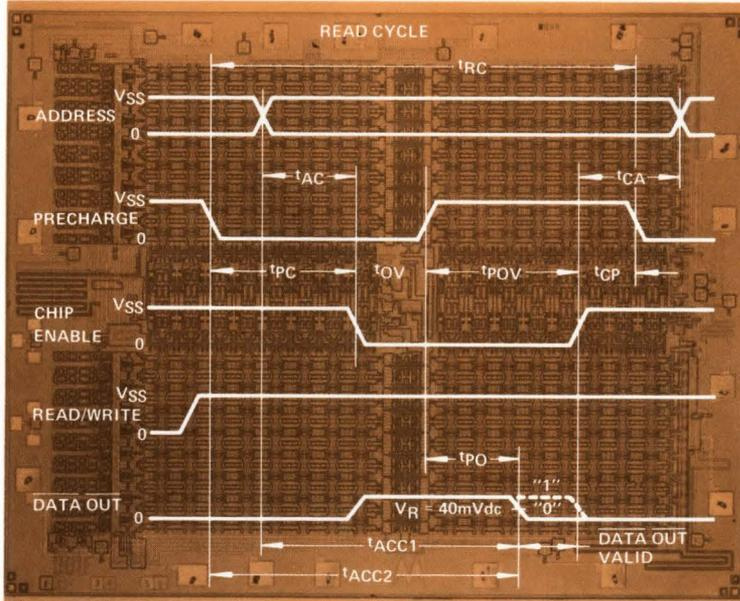 READ CYCLE
tRC
VSS
ADDRESS
0
tAC
tCA
VSS
PRECHARGE
0
tPC
tOV
tPOV
tCP
VSS
CHIP
ENABLE
0
VSS
READ/WRITE
0
tPO
"1"
DATA OUT
VR = 40mVdc
"0"
0
tACC1
DATA OUT
VALID
tACC2